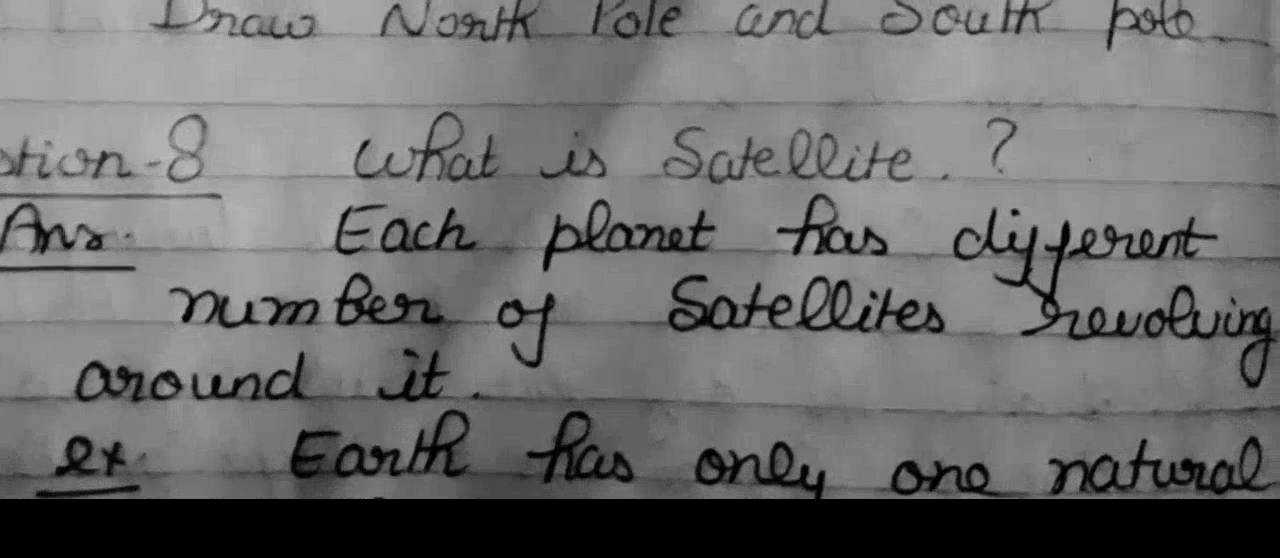 Draw North Pole and South pole
stion-8 What is Satellite. ?
Ans. Each planet has different
number of Satellites revolving
around it.
ex. Earth has only one natural